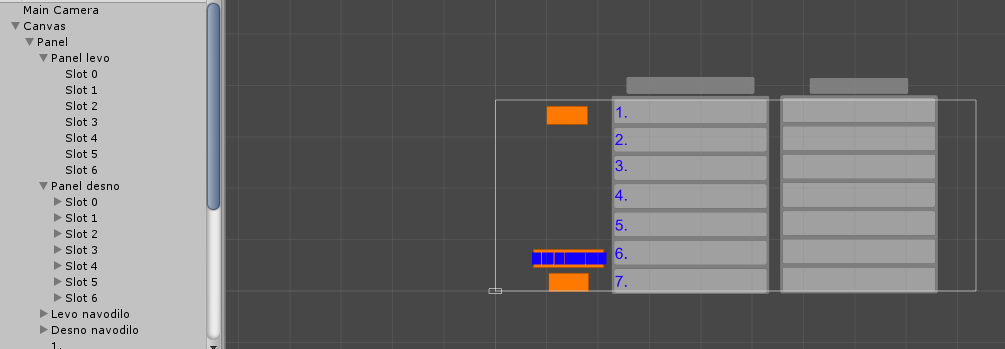 Main Camera
Canvas
Panel
Panel levo
Slot 0
Slot 1
Slot 2
Slot 3
Slot 4
Slot 5
Slot 6
Panel desno
Slot 0
Slot 1
Slot 2
Slot 3
Slot 4
Slot 5
Slot 6
Levo navodilo
Desno navodilo
1.
1.
2.
3.
4.
5.
6.
7.